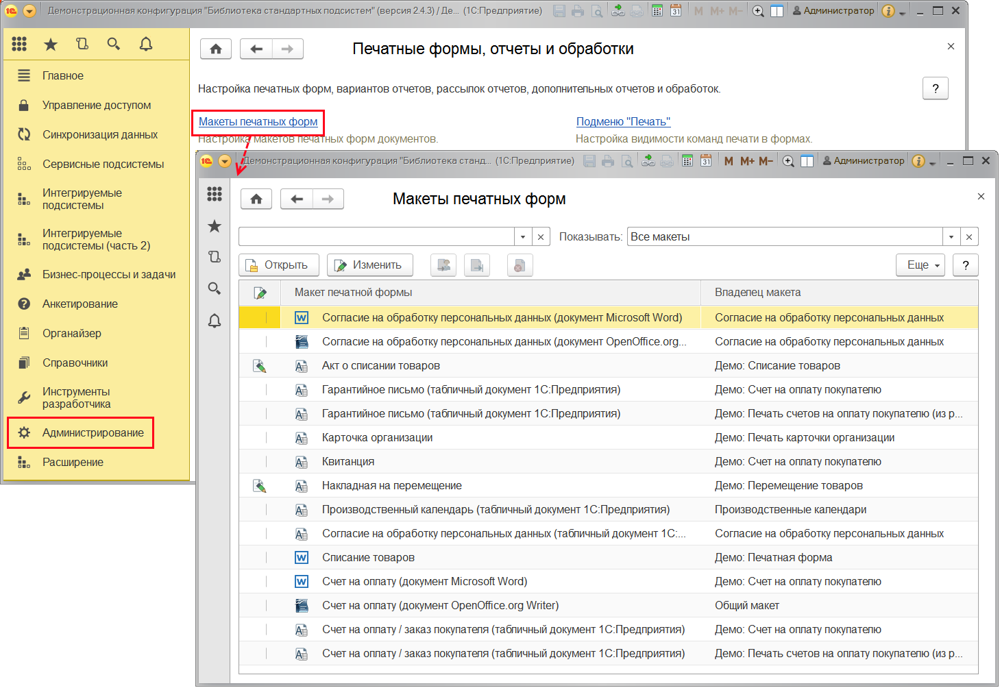 Демонстрационная конфигурация "Библиотека стандартных подсистем" (версия 2.4.3) / Де... (1С:Предприятие)
M M+ M−
Администратор
Главное
Управление доступом
Синхронизация данных
Сервисные подсистемы
Интегрируемые
подсистемы
Интегрируемые
подсистемы (часть 2)
Бизнес-процессы и задачи
Анкетирование
Органайзер
Справочники
Инструменты
разработчика
Администрирование
Расширение
Печатные формы, отчеты и обработки
Настройка печатных форм, вариантов отчетов, рассылок отчетов, дополнительных отчетов и обработок.
?
Макеты печатных форм
Настройка макетов печатных форм документов.
Подменю "Печать"
Настройка видимости команд печати в формах.
Демонстрационная конфигурация "Библиотека станд... (1С:Предприятие)
M M+ M−
Администратор
Макеты печатных форм
Показывать: Все макеты
Открыть Изменить Еще ?
Макет печатной формы Владелец макета
Согласие на обработку персональных данных (документ Microsoft Word) Согласие на обработку персональных данных
Согласие на обработку персональных данных (документ OpenOffice.org... Согласие на обработку персональных данных
Акт о списании товаров Демо: Списание товаров
Гарантийное письмо (табличный документ 1С:Предприятия) Демо: Счет на оплату покупателю
Гарантийное письмо (табличный документ 1С:Предприятия) Демо: Печать счетов на оплату покупателю (из р...
Карточка организации Демо: Печать карточки организации
Квитанция Демо: Счет на оплату покупателю
Накладная на перемещение Демо: Перемещение товаров
Производственный календарь (табличный документ 1С:Предприятия) Производственные календари
Согласие на обработку персональных данных (табличный документ 1С:... Согласие на обработку персональных данных
Списание товаров Демо: Печатная форма
Счет на оплату (документ Microsoft Word) Демо: Счет на оплату покупателю
Счет на оплату (документ OpenOffice.org Writer) Общий макет
Счет на оплату / заказ покупателя (табличный документ 1С:Предприятия) Демо: Счет на оплату покупателю
Счет на оплату / заказ покупателя (табличный документ 1С:Предприятия) Демо: Печать счетов на оплату покупателю (из р...